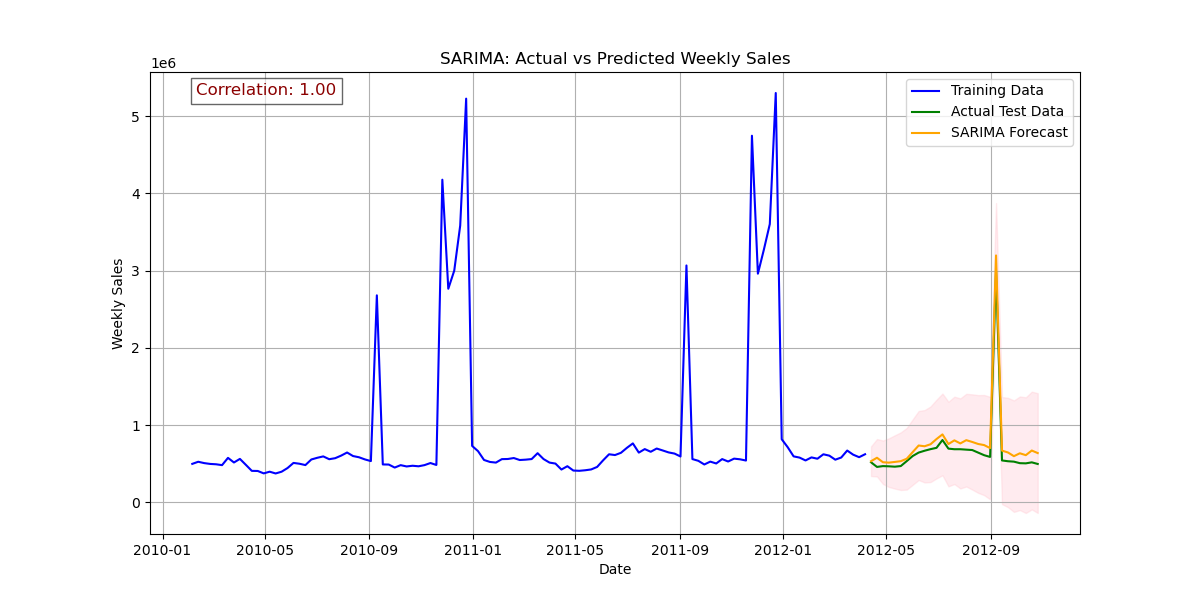 SARIMA: Actual vs Predicted Weekly Sales
1e6
Correlation: 1.00
Training Data
Actual Test Data
SARIMA Forecast
5
4
3
2
1
0
Weekly Sales
2010-01 2010-05 2010-09 2011-01 2011-05 2011-09 2012-01 2012-05 2012-09
Date